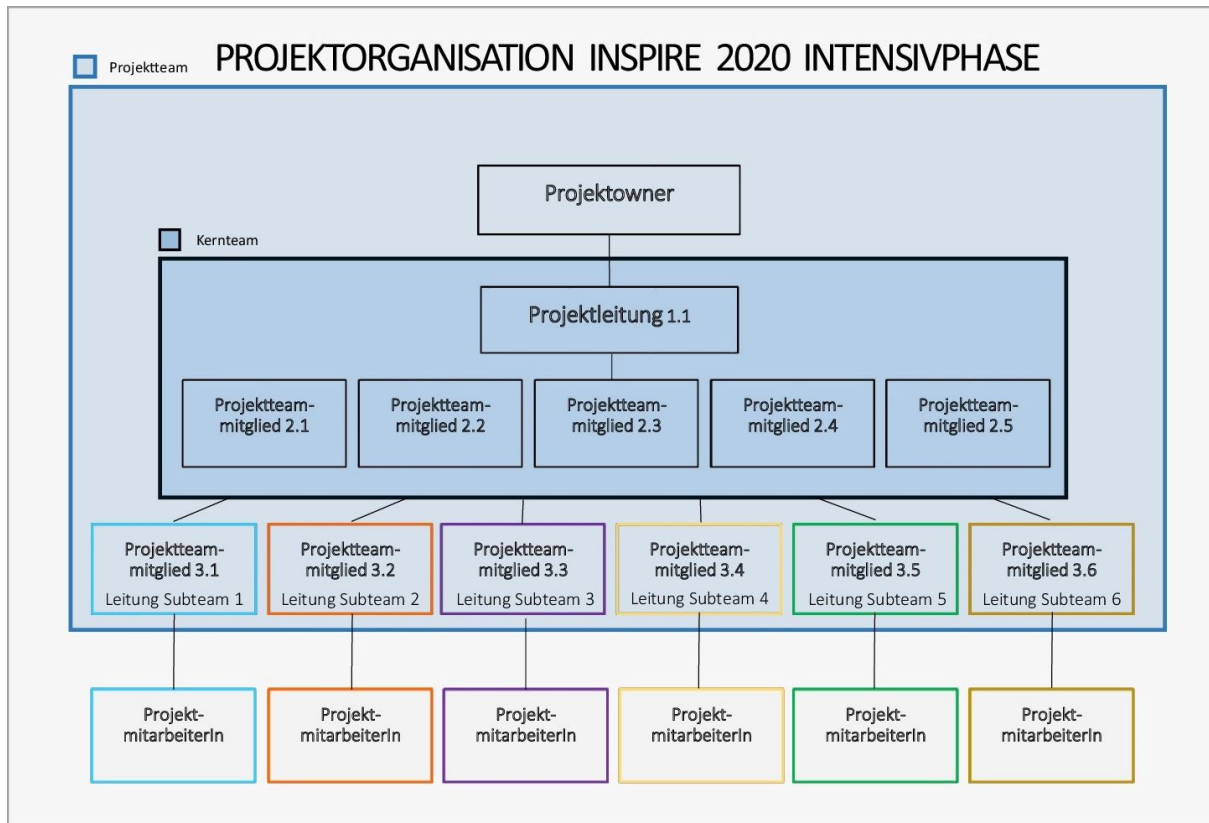 PROJEKTORGANISATION INSPIRE 2020 INTENSIVPHASE
Projektteam
Projektowner
Kernteam
Projektleitung 1.1
Projektteam-
mitglied 2.1
Projektteam-
mitglied 2.2
Projektteam-
mitglied 2.3
Projektteam-
mitglied 2.4
Projektteam-
mitglied 2.5
Projektteam-
mitglied 3.1
Leitung Subteam 1
Projektteam-
mitglied 3.2
Leitung Subteam 2
Projektteam-
mitglied 3.3
Leitung Subteam 3
Projektteam-
mitglied 3.4
Leitung Subteam 4
Projektteam-
mitglied 3.5
Leitung Subteam 5
Projektteam-
mitglied 3.6
Leitung Subteam 6
Projekt-
mitarbeiterIn
Projekt-
mitarbeiterIn
Projekt-
mitarbeiterIn
Projekt-
mitarbeiterIn
Projekt-
mitarbeiterIn
Projekt-
mitarbeiterIn